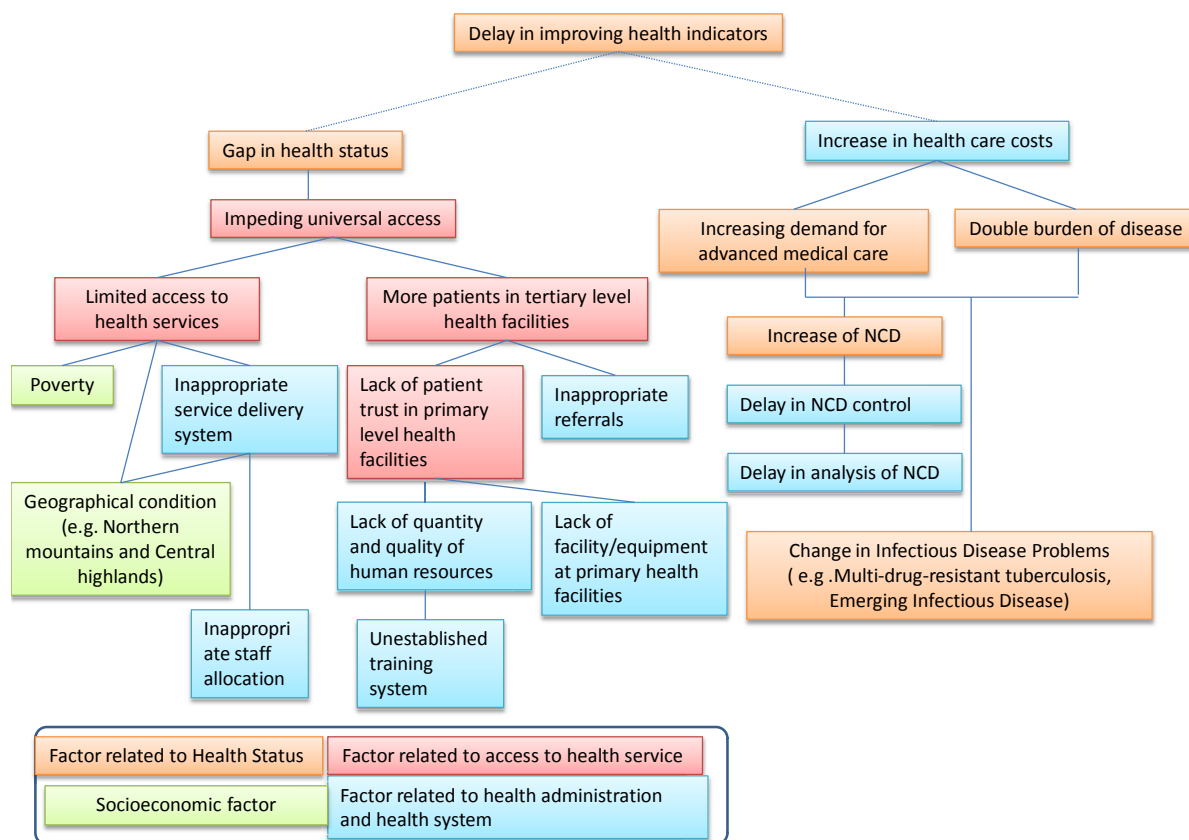 Delay in improving health indicators
Gap in health status
Increase in health care costs
Impeding universal access
Increasing demand for
advanced medical care
Double burden of disease
Limited access to
health services
More patients in tertiary level
health facilities
Increase of NCD
Poverty
Inappropriate
service delivery
system
Lack of patient
trust in primary
level health
facilities
Inappropriate
referrals
Delay in NCD control
Delay in analysis of NCD
Geographical condition
(e.g. Northern
mountains and Central
highlands)
Lack of quantity
and quality of
human resources
Lack of
facility/equipment
at primary health
facilities
Change in Infectious Disease Problems
( e.g .Multi-drug-resistant tuberculosis,
Emerging Infectious Disease)
Inappropri
ate staff
allocation
Unestablished
training
system
Factor related to Health Status
Factor related to access to health service
Socioeconomic factor
Factor related to health administration
and health system